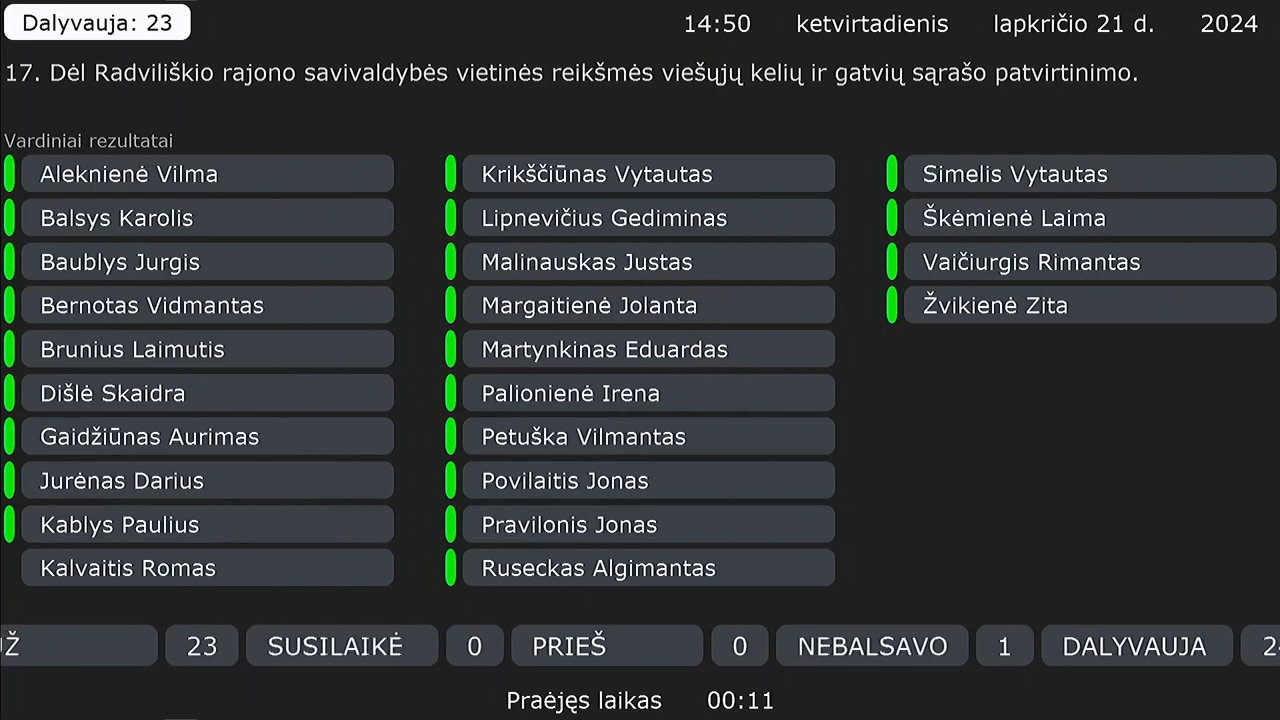 Dalyvauja: 23 14:50 ketvirtadienis lapkričio 21 d. 2024
17. Dėl Radviliškio rajono savivaldybės vietinės reikšmės viešųjų kelių ir gatvių sąrašo patvirtinimo.
Vardiniai rezultatai
Aleknienė Vilma
Balsys Karolis
Baublys Jurgis
Bernotas Vidmantas
Brunius Laimutis
Dišlė Skaidra
Gaidžiūnas Aurimas
Jurėnas Darius
Kablys Paulius
Kalvaitis Romas
Krikščiūnas Vytautas
Lipnevičius Gediminas
Malinauskas Justas
Margaitienė Jolanta
Martynkinas Eduardas
Palionienė Irena
Petuška Vilmantas
Povilaitis Jonas
Pravilonis Jonas
Ruseckas Algimantas
Simelis Vytautas
Škėmienė Laima
Vaičiurgis Rimantas
Žvikienė Zita
23 SUSILAIKĖ 0 PRIEŠ 0 NEBALSAVO 1 DALYVAUJA
Praėjęs laikas 00:11